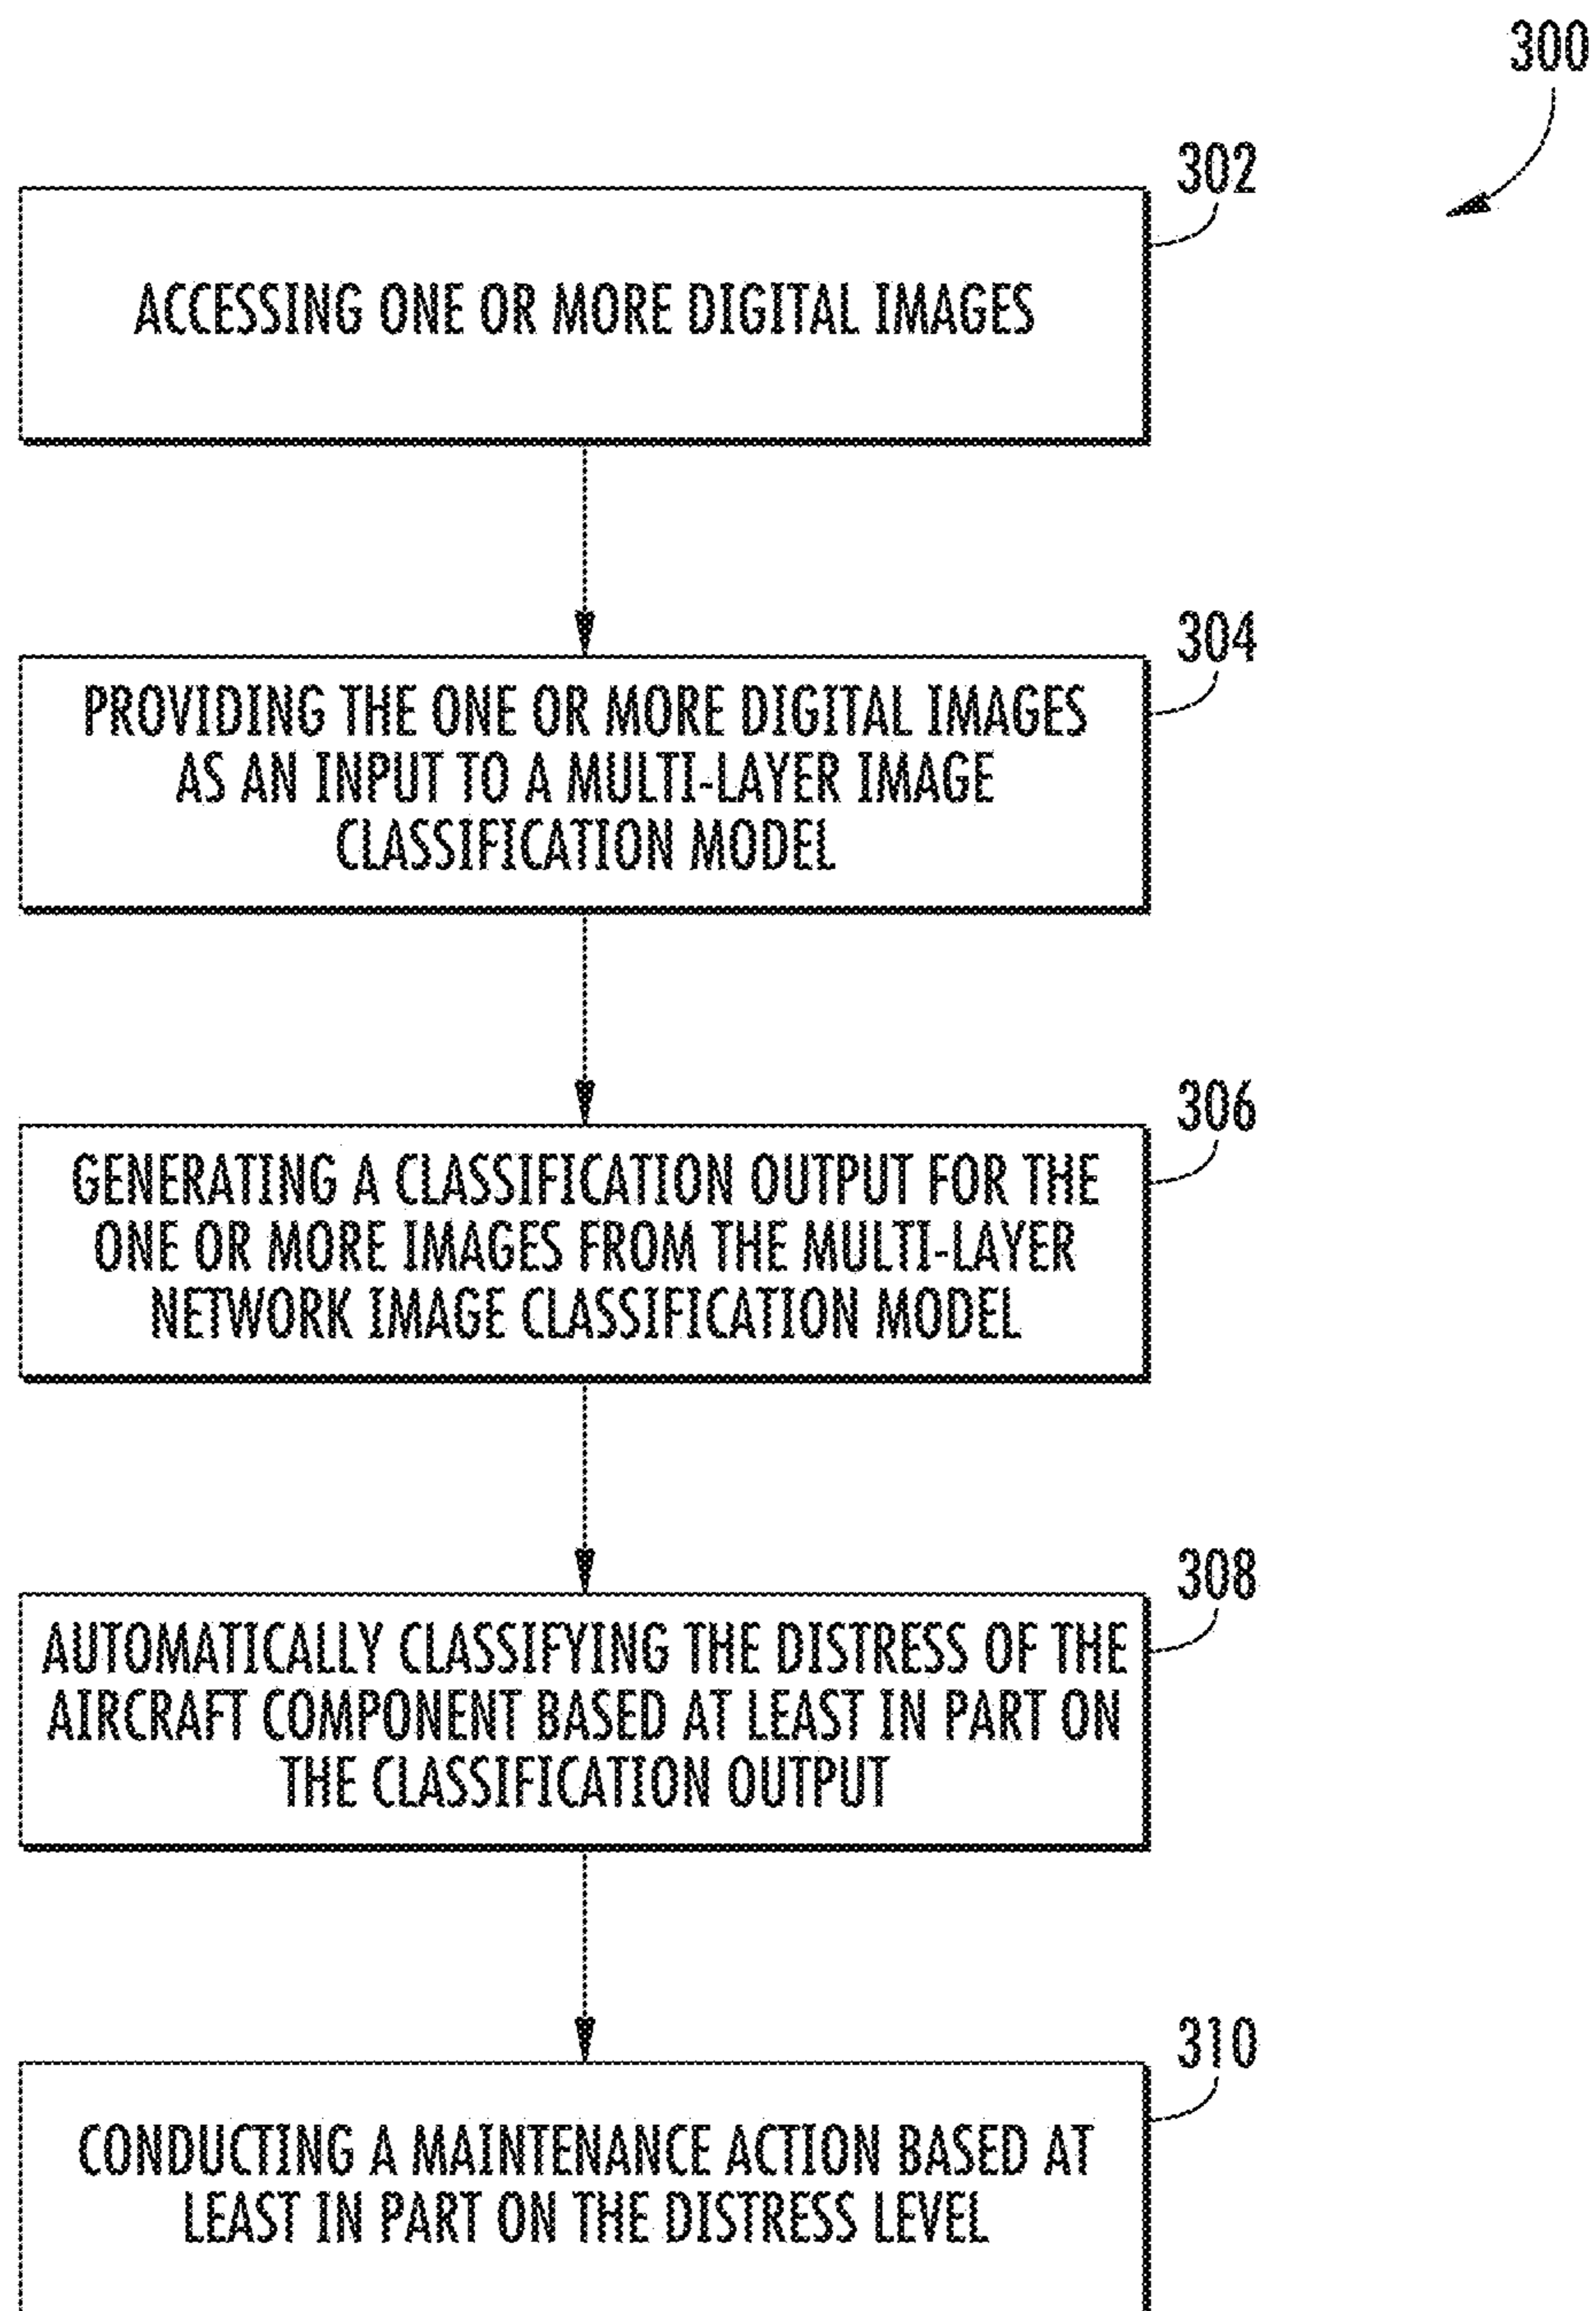 300
302
ACCESSING ONE OR MORE DIGITAL IMAGES
304
PROVIDING THE ONE OR MORE DIGITAL IMAGES
AS AN INPUT TO A MULTI-LAYER IMAGE
CLASSIFICATION MODEL
306
GENERATING A CLASSIFICATION OUTPUT FOR THE
ONE OR MORE IMAGES FROM THE MULTI-LAYER
NETWORK IMAGE CLASSIFICATION MODEL
308
AUTOMATICALLY CLASSIFYING THE DISTRESS OF THE
AIRCRAFT COMPONENT BASED AT LEAST IN PART ON
THE CLASSIFICATION OUTPUT
310
CONDUCTING A MAINTENANCE ACTION BASED AT
LEAST IN PART ON THE DISTRESS LEVEL